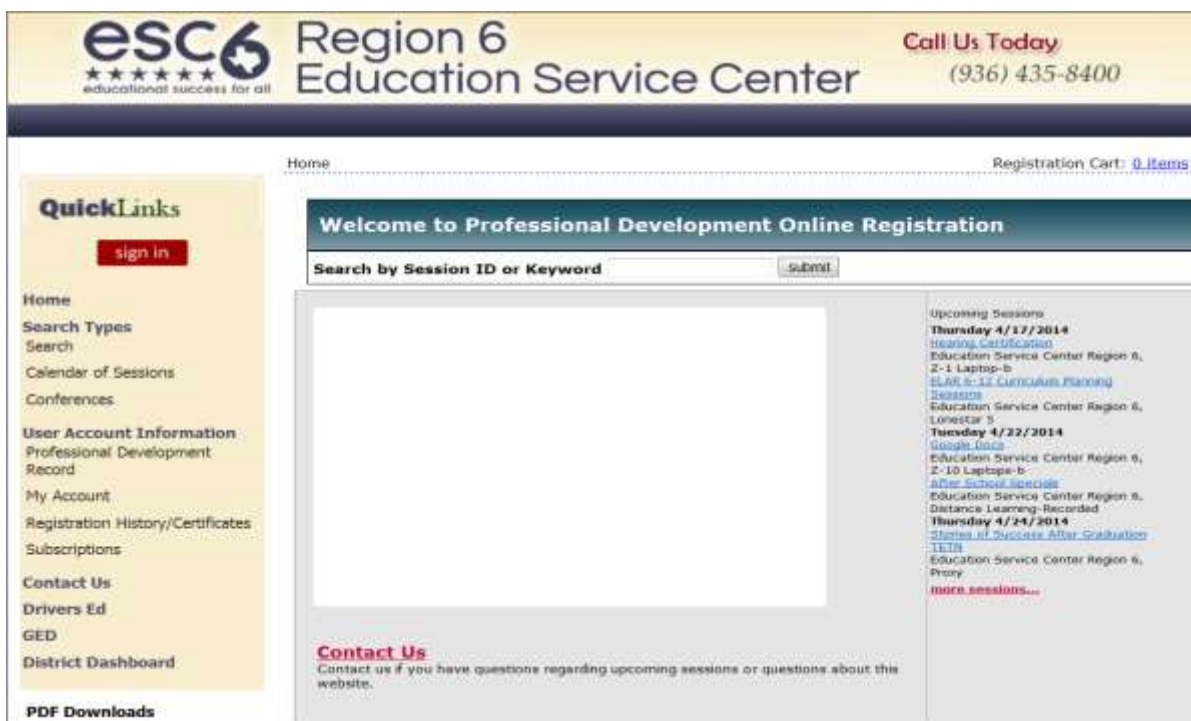 esc6
educational success for all
Region 6
Education Service Center
Call Us Today
(936) 435-8400
Home
Registration Cart: 0 items
QuickLinks
sign in
Home
Search Types
Search
Calendar of Sessions
Conferences
User Account Information
Professional Development
Record
My Account
Registration History/Certificates
Subscriptions
Contact Us
Drivers Ed
GED
District Dashboard
PDF Downloads
Welcome to Professional Development Online Registration
Search by Session ID or Keyword
submit
Contact Us
Contact us if you have questions regarding upcoming sessions or questions about this
website.
Upcoming Sessions
Thursday 4/17/2014
Hearing Certification
Education Service Center Region 6,
Z-1 Laptop-b
ELAR 6-12 Curriculum Planning
Sessions
Education Service Center Region 6,
Lonestar 5
Tuesday 4/22/2014
Google Docs
Education Service Center Region 6,
Z-10 Laptops-b
After School Specials
Education Service Center Region 6,
Distance Learning-Recorded
Thursday 4/24/2014
Stories of Success After Graduation
TETN
Education Service Center Region 6,
Proxy
more sessions...